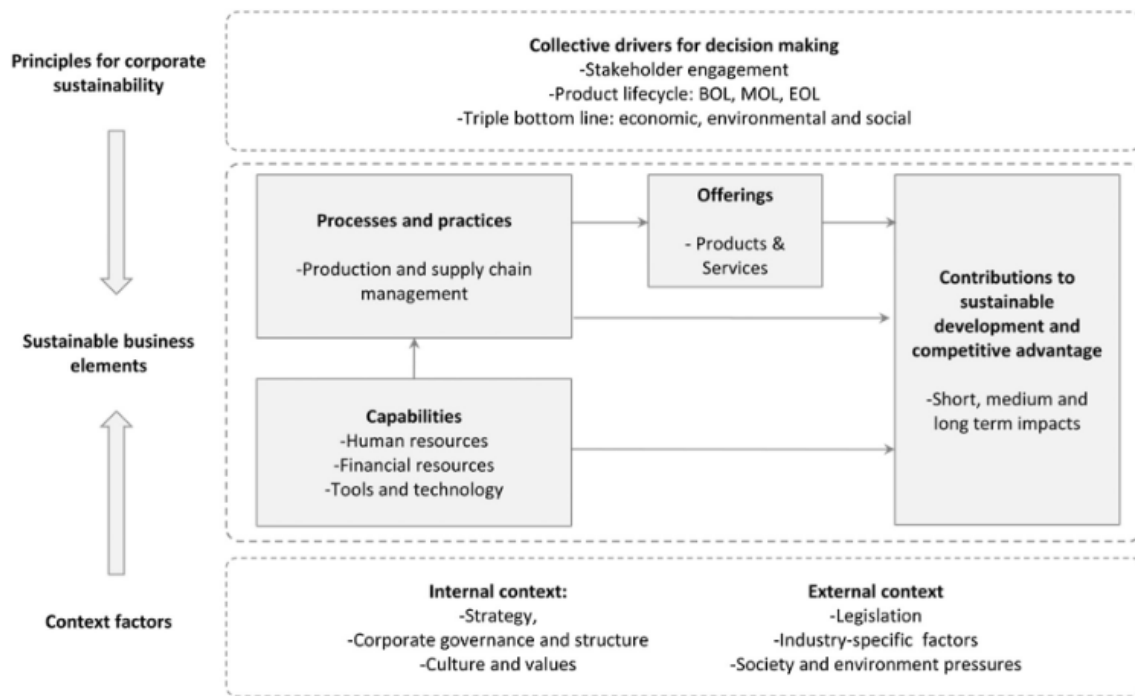 Principles for corporate
sustainability
Collective drivers for decision making
-Stakeholder engagement
-Product lifecycle: BOL, MOL, EOL
-Triple bottom line: economic, environmental and social
Sustainable business
elements
Processes and practices
-Production and supply chain
management
Offerings
- Products &
Services
Capabilities
-Human resources
-Financial resources
-Tools and technology
Contributions to
sustainable
development and
competitive advantage
-Short, medium and
long term impacts
Context factors
Internal context:
-Strategy,
-Corporate governance and structure
-Culture and values
External context
-Legislation
-Industry-specific factors
-Society and environment pressures